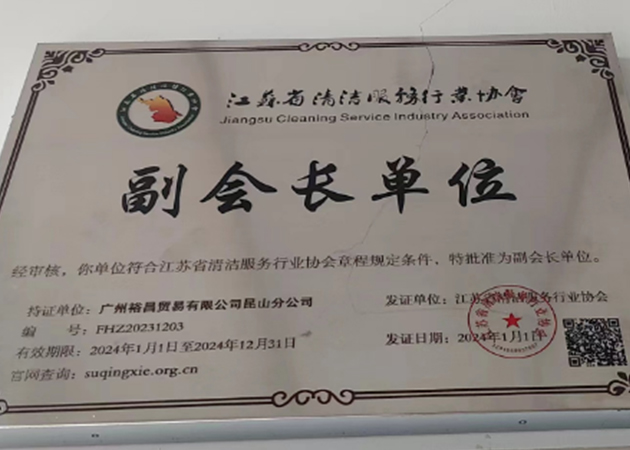 江苏省清洁服务行业协會
Jiangsu Cleaning Service Industry Association
副会长单位
经审核，你单位符合江苏省清洁服务行业协会章程规定条件，特批准为副会长单位。
持证单位：广州裕昌贸易有限公司昆山分公司
编 号：FHZ20231203
有效期限：2024年1月1日至2024年12月31日
官网查询：suqingxie.org.cn
发证单位：江苏省清洁服务行业协会
发证日期：2024年1月1日